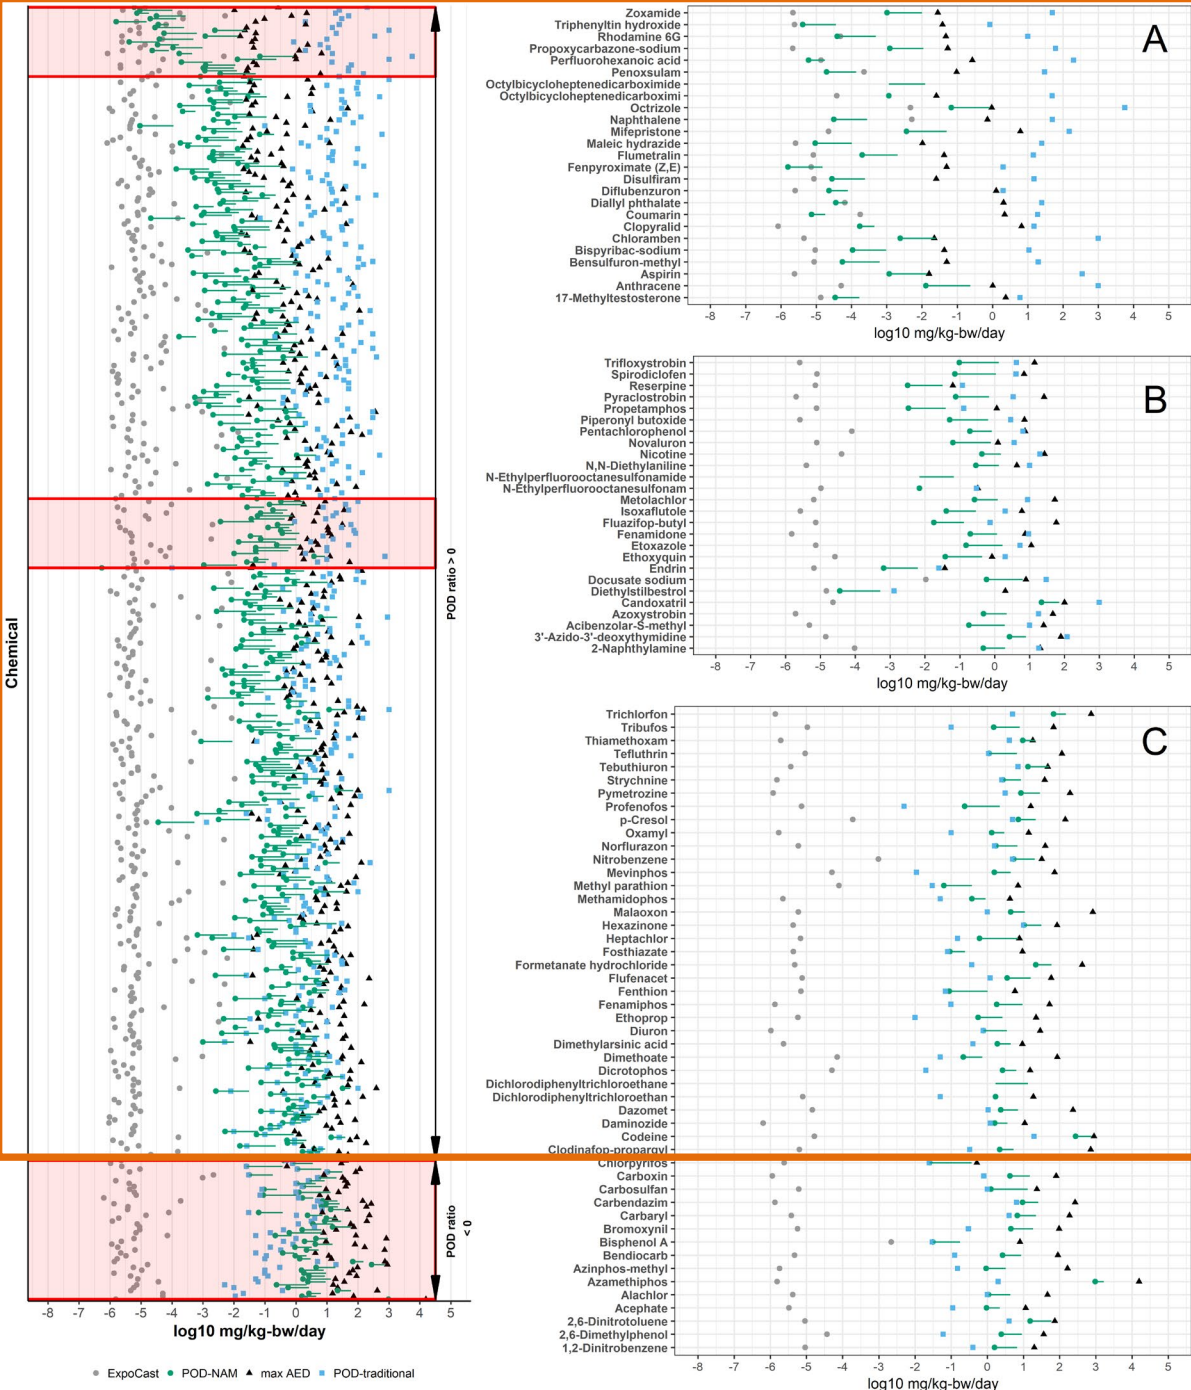 Chemical
POD ratio > 0
POD ratio
< 0
-8 -7 -6 -5 -4 -3 -2 -1 0 1 2 3 4 5
log10 mg/kg-bw/day
ExpoCast POD-NAM max AED POD-traditional
A
Zoxamide
Triphenyltin hydroxide
Rhodamine 6G
Propoxycarbazone-sodium
Perfluorohexanoic acid
Penoxsulam
Octylbicycloheptenedicarboximide
Octylbicycloheptenedicarboximi
Octrizole
Naphthalene
Mifepristone
Maleic hydrazide
Flumetralin
Fenpyroximate (Z,E)
Disulfiram
Diflubenzuron
Diallyl phthalate
Coumarin
Clopyralid
Chloramben
Bispyribac-sodium
Bensulfuron-methyl
Aspirin
Anthracene
17-Methyltestosterone
-8 -7 -6 -5 -4 -3 -2 -1 0 1 2 3 4 5
log10 mg/kg-bw/day
B
Trifloxystrobin
Spirodiclofen
Reserpine
Pyraclostrobin
Propetamphos
Piperonyl butoxide
Pentachlorophenol
Novaluron
Nicotine
N,N-Diethylaniline
N-Ethylperfluorooctanesulfonamide
N-Ethylperfluorooctanesulfonam
Metolachlor
Isoxaflutole
Fluazifop-butyl
Fenamidone
Etoxazole
Ethoxyquin
Endrin
Docusate sodium
Diethylstilbestrol
Candoxatril
Azoxystrobin
Acibenzolar-S-methyl
3'-Azido-3'-deoxythymidine
2-Naphthylamine
-8 -7 -6 -5 -4 -3 -2 -1 0 1 2 3 4 5
log10 mg/kg-bw/day
C
Trichlorfon
Tribufos
Thiamethoxam
Tefluthrin
Tebuthiuron
Strychnine
Pymetrozine
Profenofos
p-Cresol
Oxamyl
Norflurazon
Nitrobenzene
Mevinphos
Methyl parathion
Methamidophos
Malaoxon
Hexazinone
Heptachlor
Fosthiazate
Formetanate hydrochloride
Flufenacet
Fenthion
Fenamiphos
Ethoprop
Diuron
Dimethylarsinic acid
Dimethoate
Dicrotophos
Dichlorodiphenyltrichloroethane
Dichlorodiphenyltrichloroethan
Dazomet
Daminozide
Codeine
Clodinafop-propargyl
Chlorpyrifos
Carboxin
Carbosulfan
Carbendazim
Carbaryl
Bromoxynil
Bisphenol A
Bendiocarb
Azinphos-methyl
Azamethiphos
Alachlor
Acephate
2,6-Dinitrotoluene
2,6-Dimethylphenol
1,2-Dinitrobenzene
-8 -7 -6 -5 -4 -3 -2 -1 0 1 2 3 4 5
log10 mg/kg-bw/day